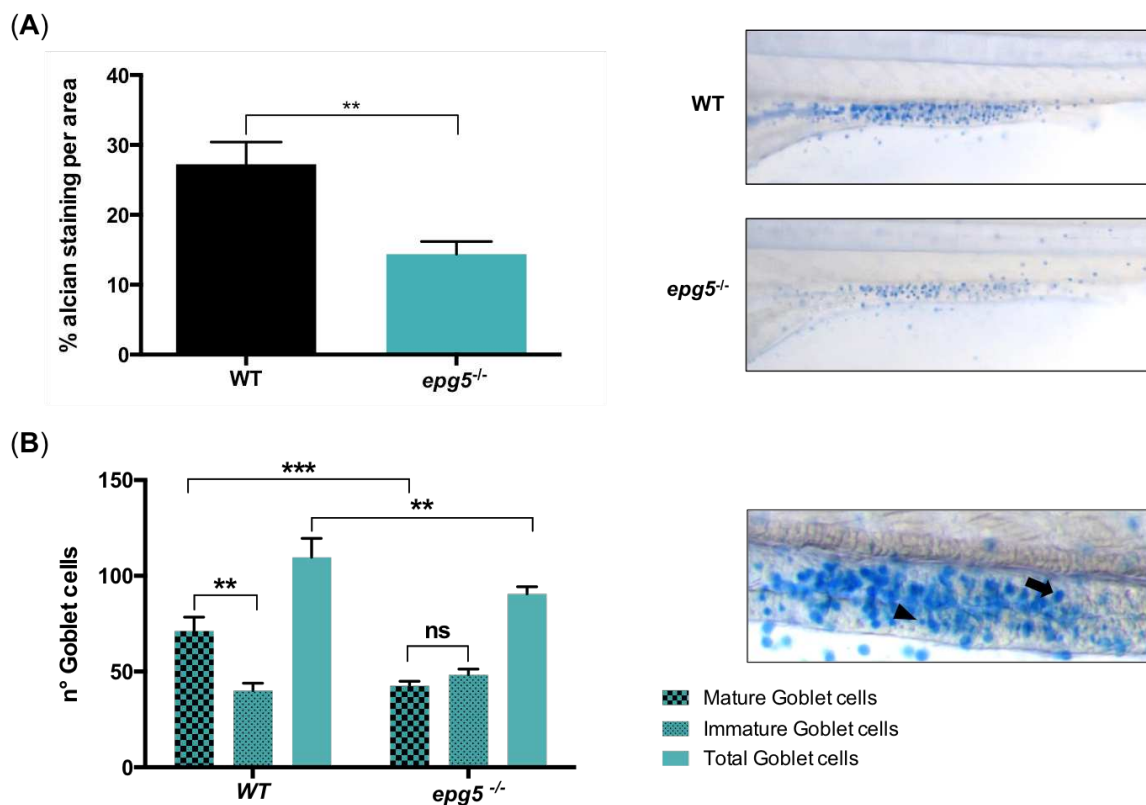 (A)
% alcian staining per area
40
30
20
10
0
**
WT
epg5-/-
WT
epg5-/-
(B)
n° Goblet cells
150
100
50
0
***
**
**
ns
WT
epg5 -/-
Mature Goblet cells
Immature Goblet cells
Total Goblet cells